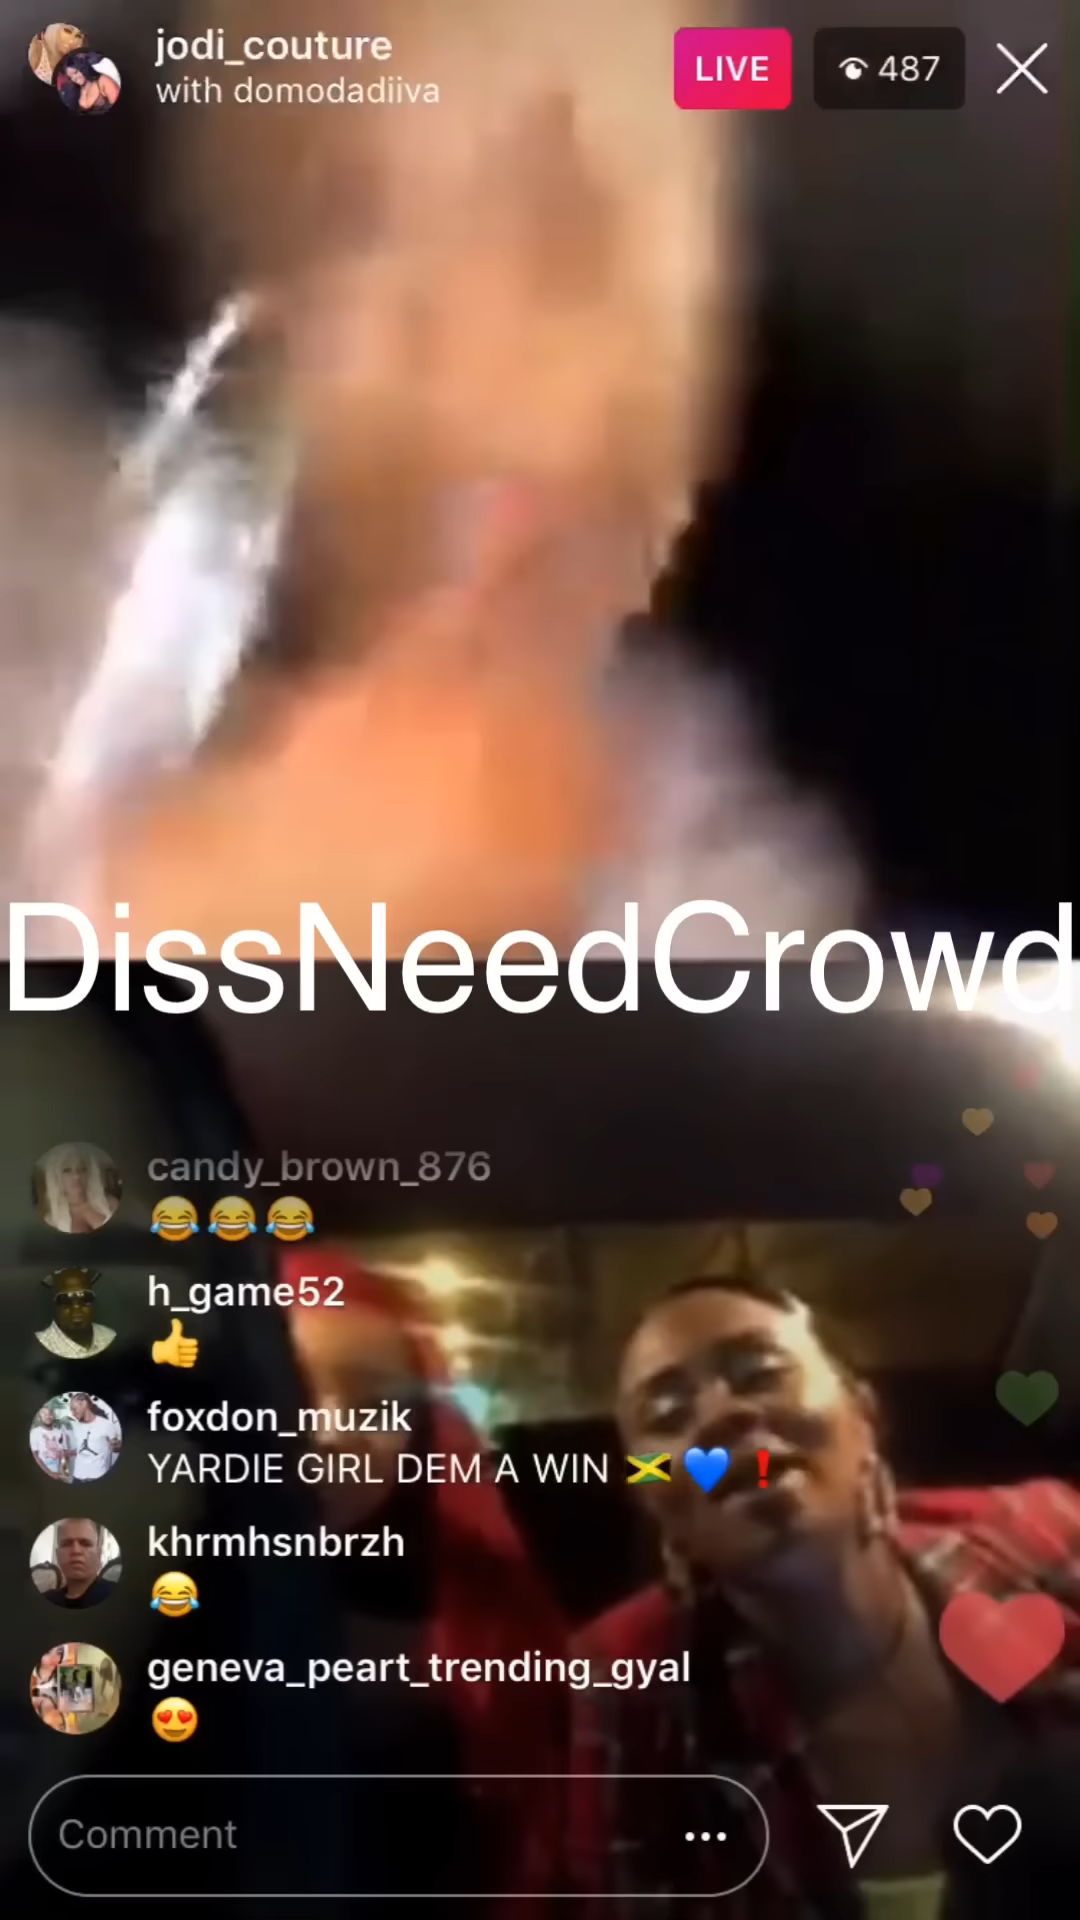 jodi_couture
with domodadiiva
LIVE
487
DissNeedCrowd
candy_brown_876
😂😂😂
h_game52
👍
foxdon_muzik
YARDIE GIRL DEM A WIN 🇯🇲💙❗
khrmhsnbrzh
😂
geneva_peart_trending_gyal
😍
Comment